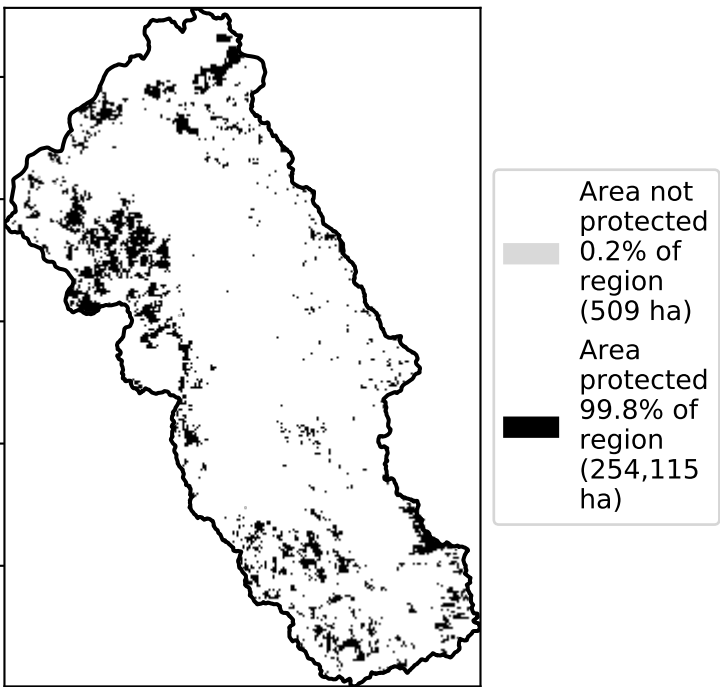 Area not
protected
0.2% of
region
(509 ha)
Area
protected
99.8% of
region
(254,115
ha)